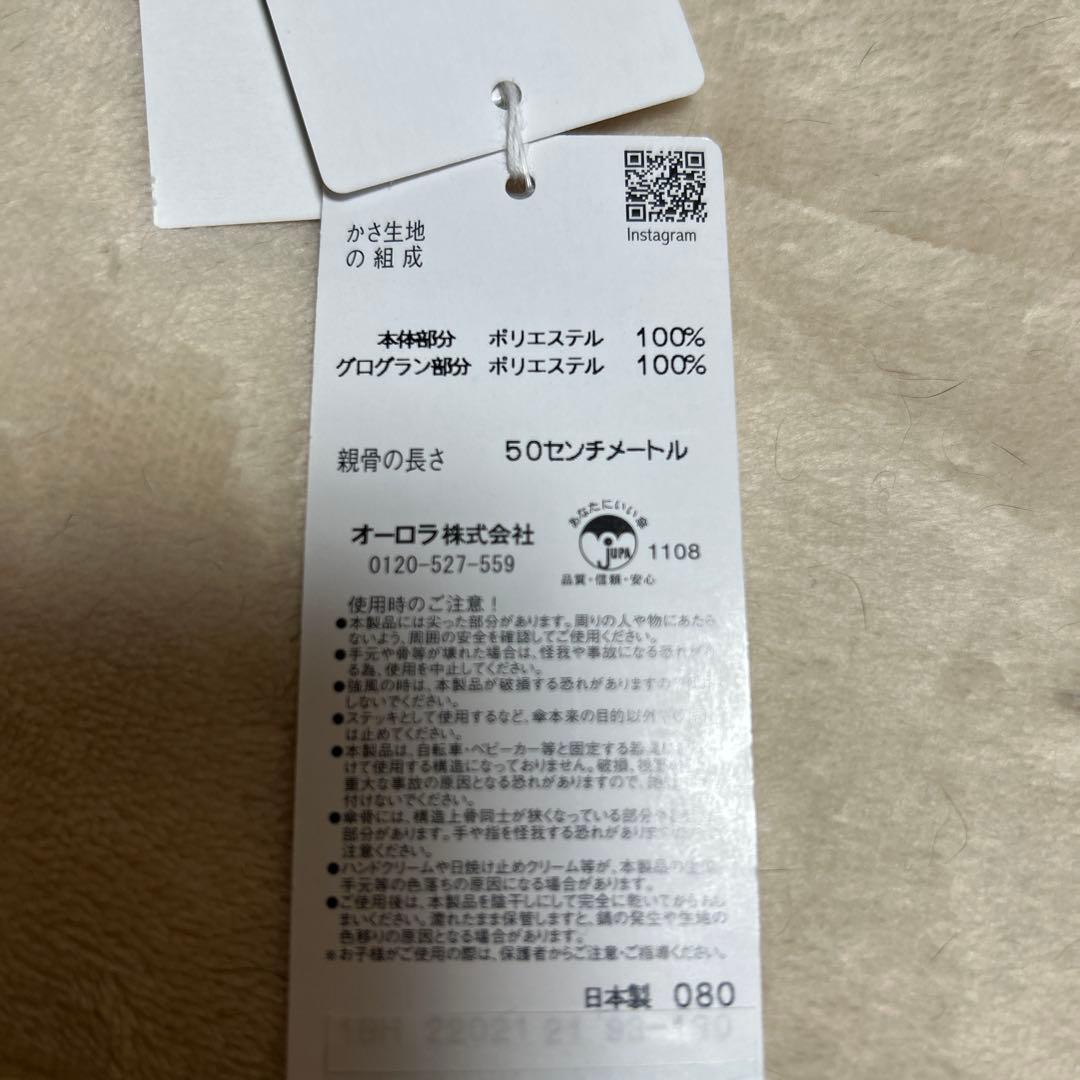 Instagram
かさ生地
の組成
本体部分 ポリエステル 100%
グログラン部分 ポリエステル 100%
親骨の長さ 50センチメートル
オーロラ株式会社
0120-527-559
あなたにいい傘
JUPA
1108
品質・信頼・安心
使用時のご注意!
●本製品には尖った部分があります。周りの人や物にあたら
ないよう、周囲の安全を確認してご使用ください。
●手元や骨等が壊れた場合は、怪我や事故になる恐れが
る為、使用を中止してください。
●強風の時は、本製品が破損する恐れがありますので
しないでください。
●ステッキとして使用するなど、傘本来の目的以外
は止めてください。
●本製品は、自転車・ベビーカー等と固定する器具
けて使用する構造になっておりません。破損、
重大な事故の原因となる恐れがありますので、
付けないでください。
●傘骨には、構造上骨同士が狭くなっている部分
部分があります。手や指を怪我する恐れがあります
注意ください。
●ハンドクリームや日焼け止めクリーム等が、本製品の生
手元等の色落ちの原因になる場合があります。
●ご使用後は、本製品を陰干しにして完全に乾いてから
まいください。濡れたまま保管しますと、錆の発生や生地の
色移りの原因となる場合があります。
※お子様がご使用の際は、保護者からご注意・ご指導ください。
日本製 080
22021 21